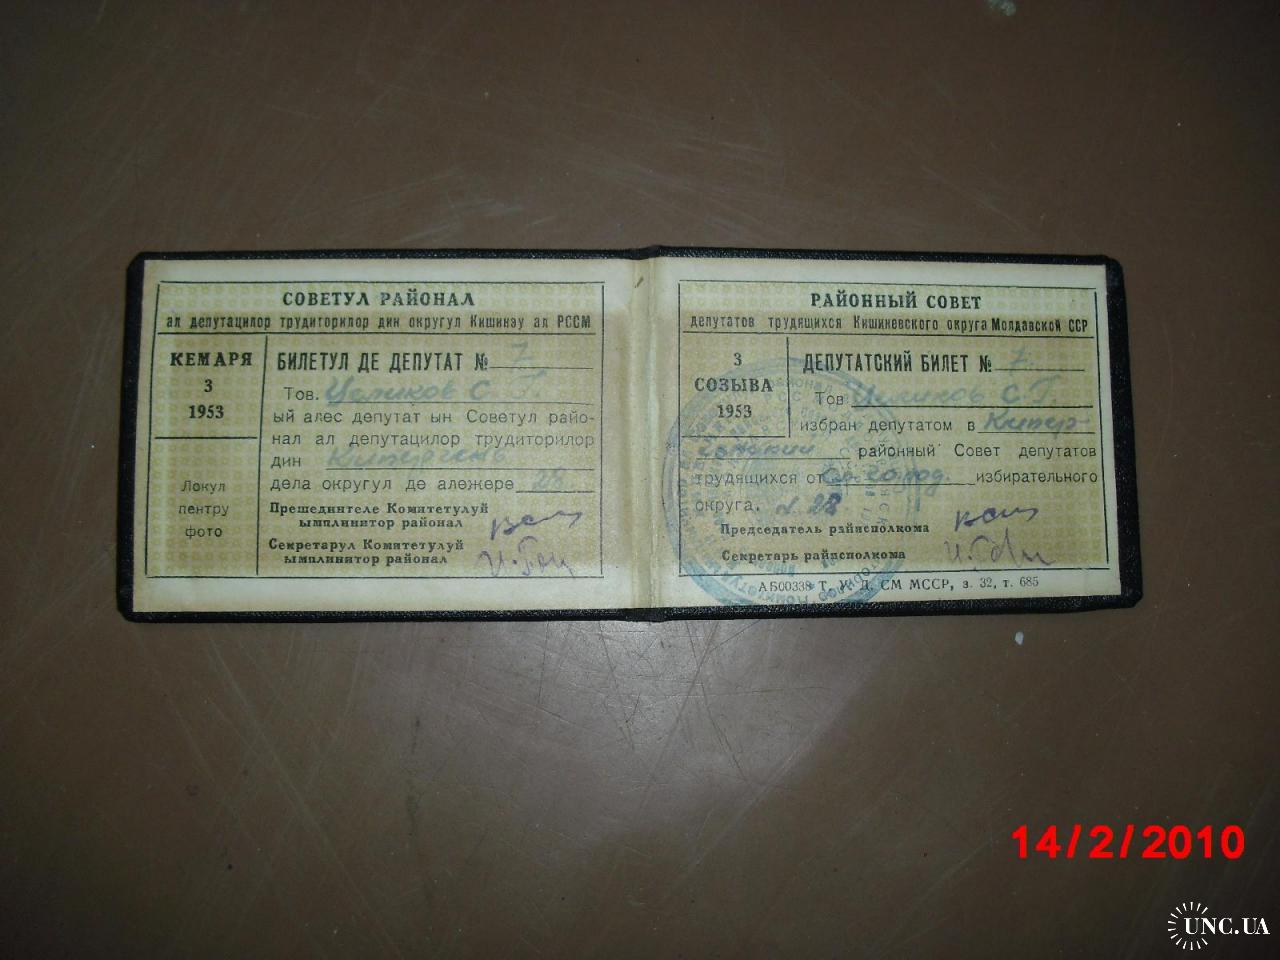 СОВЕТУЛ РАЙОНАЛ
ал депутацилор трудиторилор дин округул Кишинэу ал РССМ
КЕМАРЯ
3
1953
Локул
пентру
фото
БИЛЕТУЛ ДЕ ДЕПУТАТ № 7
Тов. С. Г.
ый алес депутат ын Советул райо-
нал ал депутацилор трудиторилор
дин
дела округул де алежере 28
Прешединтеле Комитетулуй
ымплинитор районал
Секретарул Комитетулуй
ымплинитор районал
РАЙОННЫЙ СОВЕТ
депутатов трудящихся Кишиневского округа Молдавской ССР
3
СОЗЫВА
1953
ДЕПУТАТСКИЙ БИЛЕТ № 7.
Тов С. Г.
избран депутатом в Кипер-
ченский районный Совет депутатов
трудящихся от избирательного
округа. 28
Председатель райисполкома
Секретарь райисполкома
АБ00338 Т. К. Д. СМ МССР, з. 32, т. 685
14/2/2010
UNC.UA